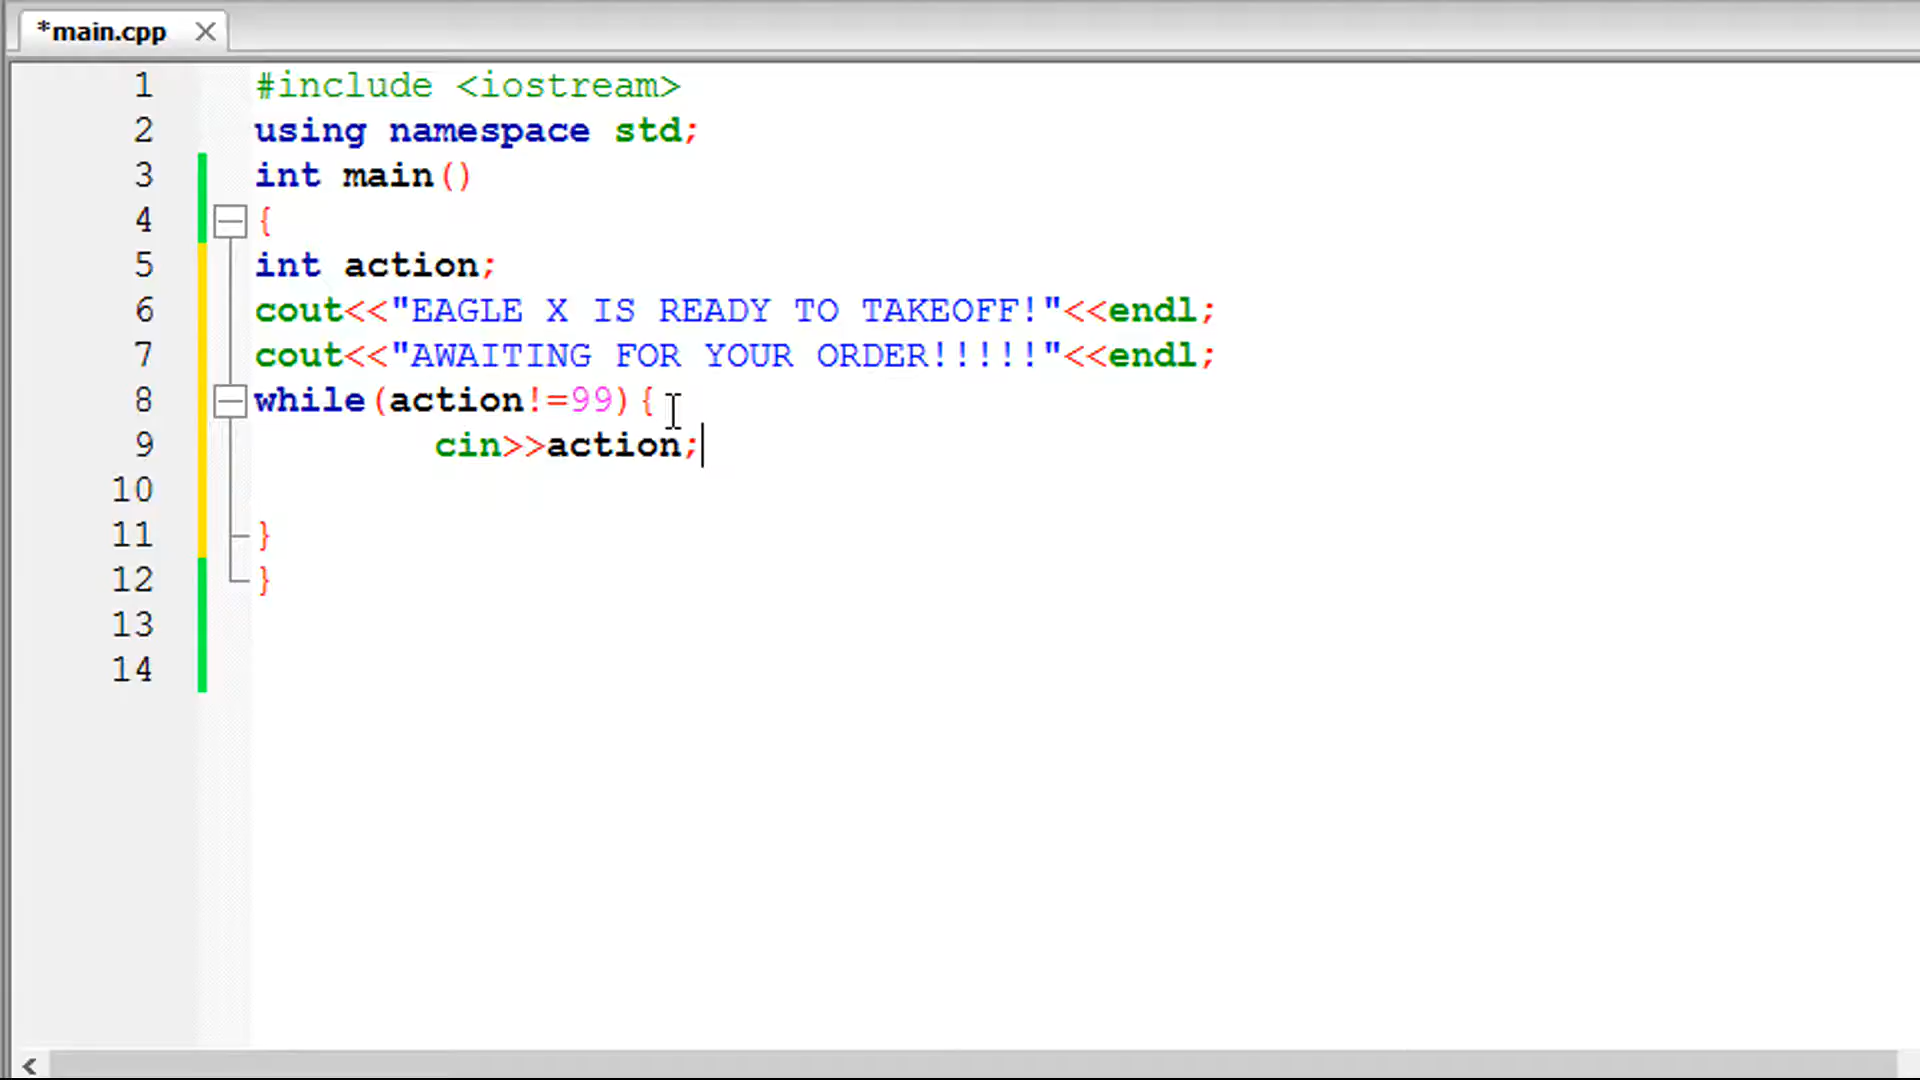 *main.cpp
1 #include <iostream>
2 using namespace std;
3 int main()
4 {
5 int action;
6 cout<<"EAGLE X IS READY TO TAKEOFF!"<<endl;
7 cout<<"AWAITING FOR YOUR ORDER!!!!!"<<endl;
8 while(action!=99){
9 cin>>action;
10
11 }
12 }
13
14